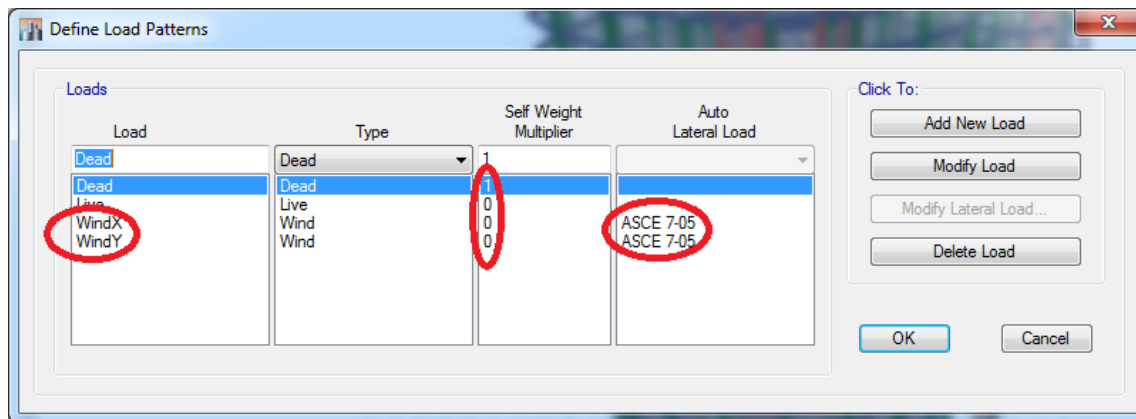 Define Load Patterns
Loads
Click To:
Load
Type
Self Weight
Multiplier
Auto
Lateral Load
Add New Load
Dead Dead 1
Modify Load
Dead Dead 1
Live Live 0
WindX Wind 0 ASCE 7-05
WindY Wind 0 ASCE 7-05
Modify Lateral Load...
Delete Load
OK
Cancel